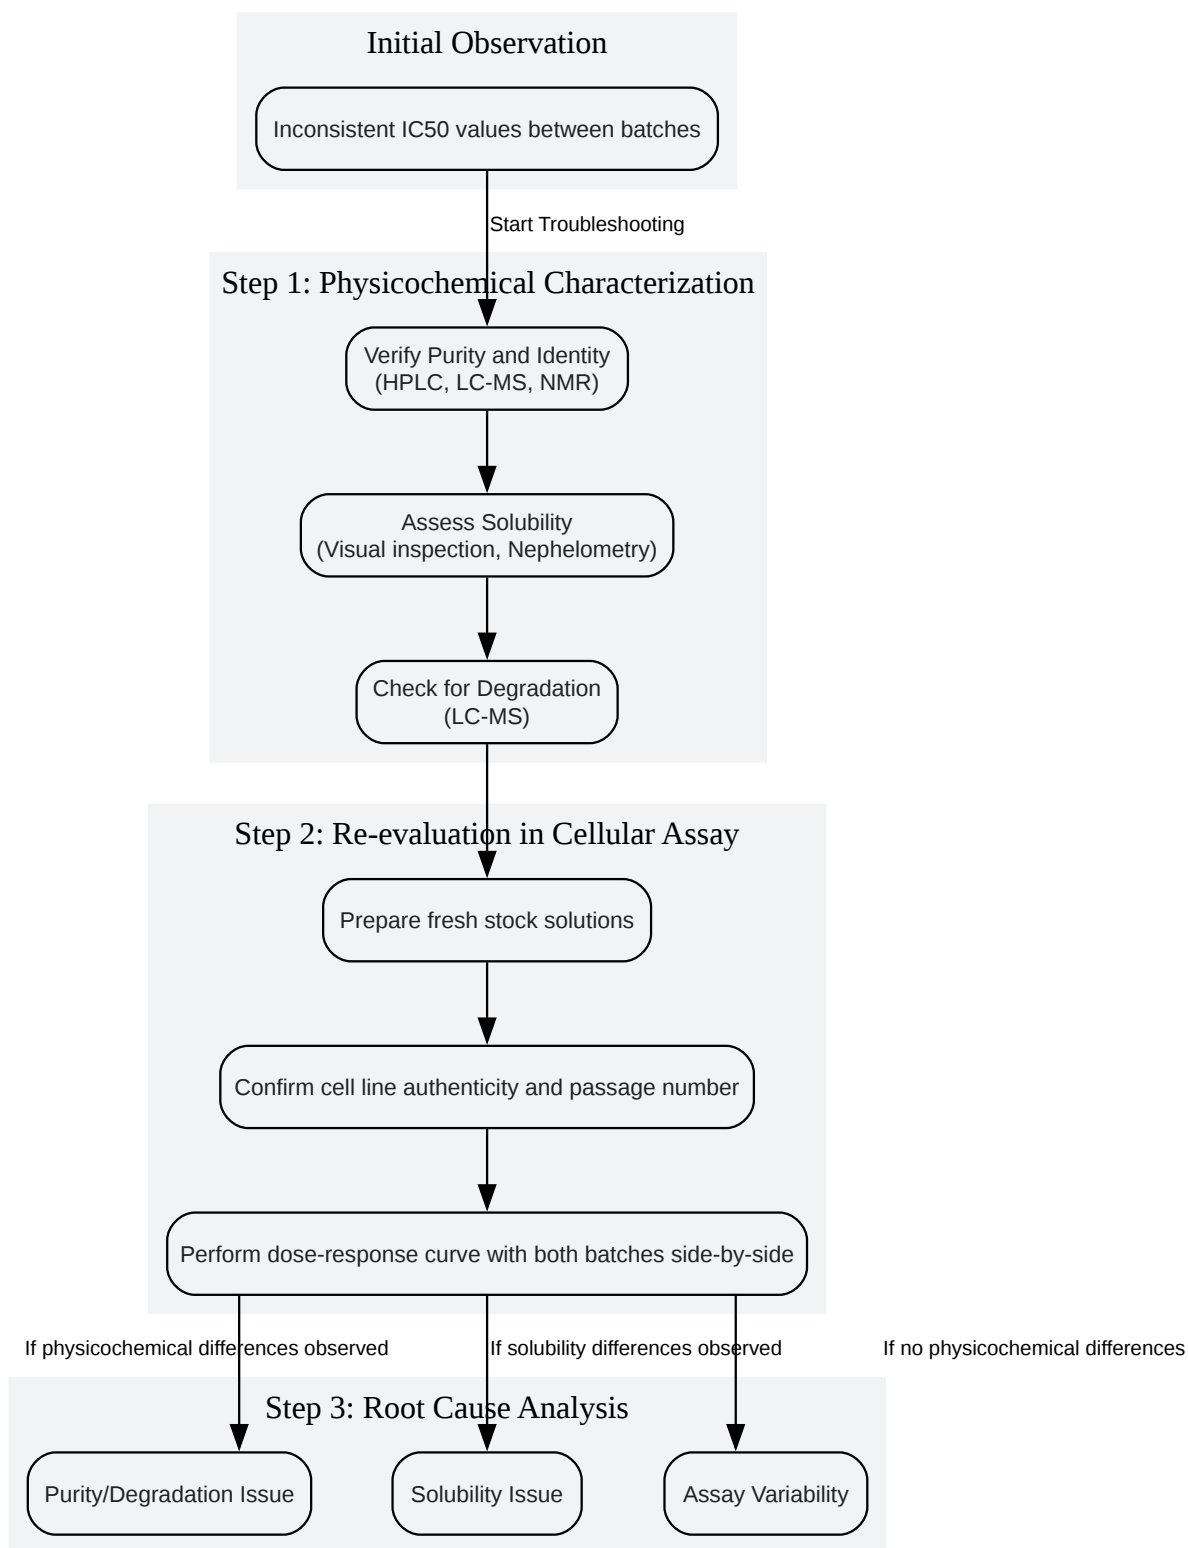 Initial Observation
Inconsistent IC50 values between batches
Start Troubleshooting
Step 1: Physicochemical Characterization
Verify Purity and Identity
(HPLC, LC-MS, NMR)
Assess Solubility
(Visual inspection, Nephelometry)
Check for Degradation
(LC-MS)
Step 2: Re-evaluation in Cellular Assay
Prepare fresh stock solutions
Confirm cell line authenticity and passage number
Perform dose-response curve with both batches side-by-side
If physicochemical differences observed
If solubility differences observed
If no physicochemical differences
Step 3: Root Cause Analysis
Purity/Degradation Issue
Solubility Issue
Assay Variability